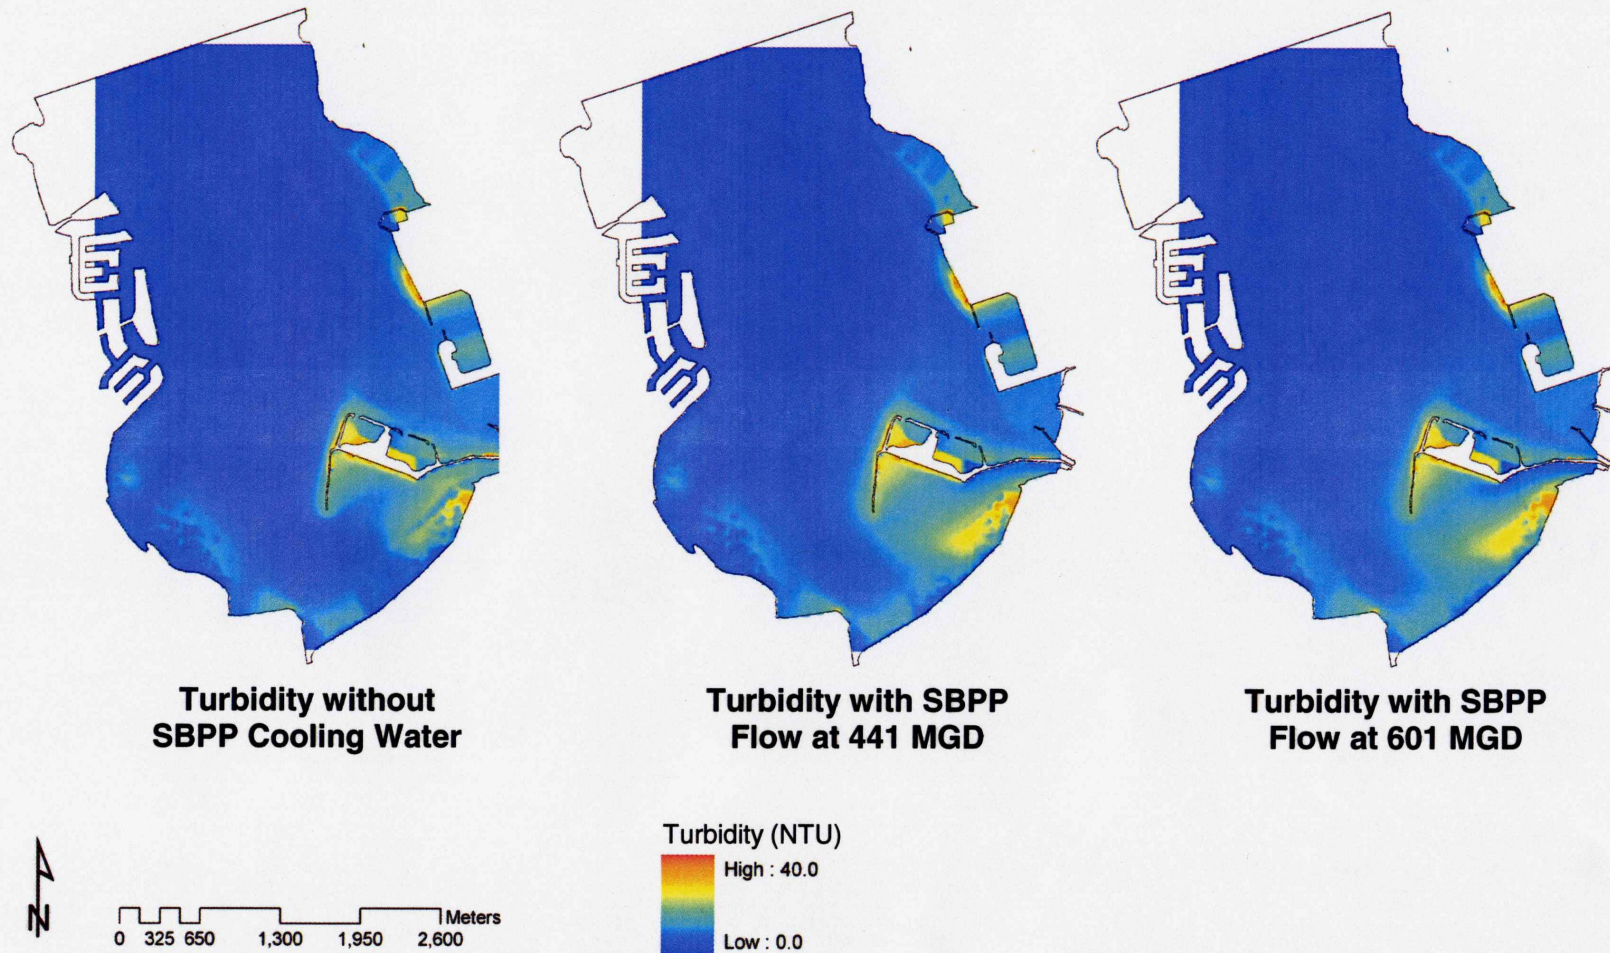 Turbidity without
SBPP Cooling Water
Turbidity with SBPP
Flow at 441 MGD
Turbidity with SBPP
Flow at 601 MGD
N
Meters
0 325 650 1,300 1,950 2,600
Turbidity (NTU)
High : 40.0
Low : 0.0